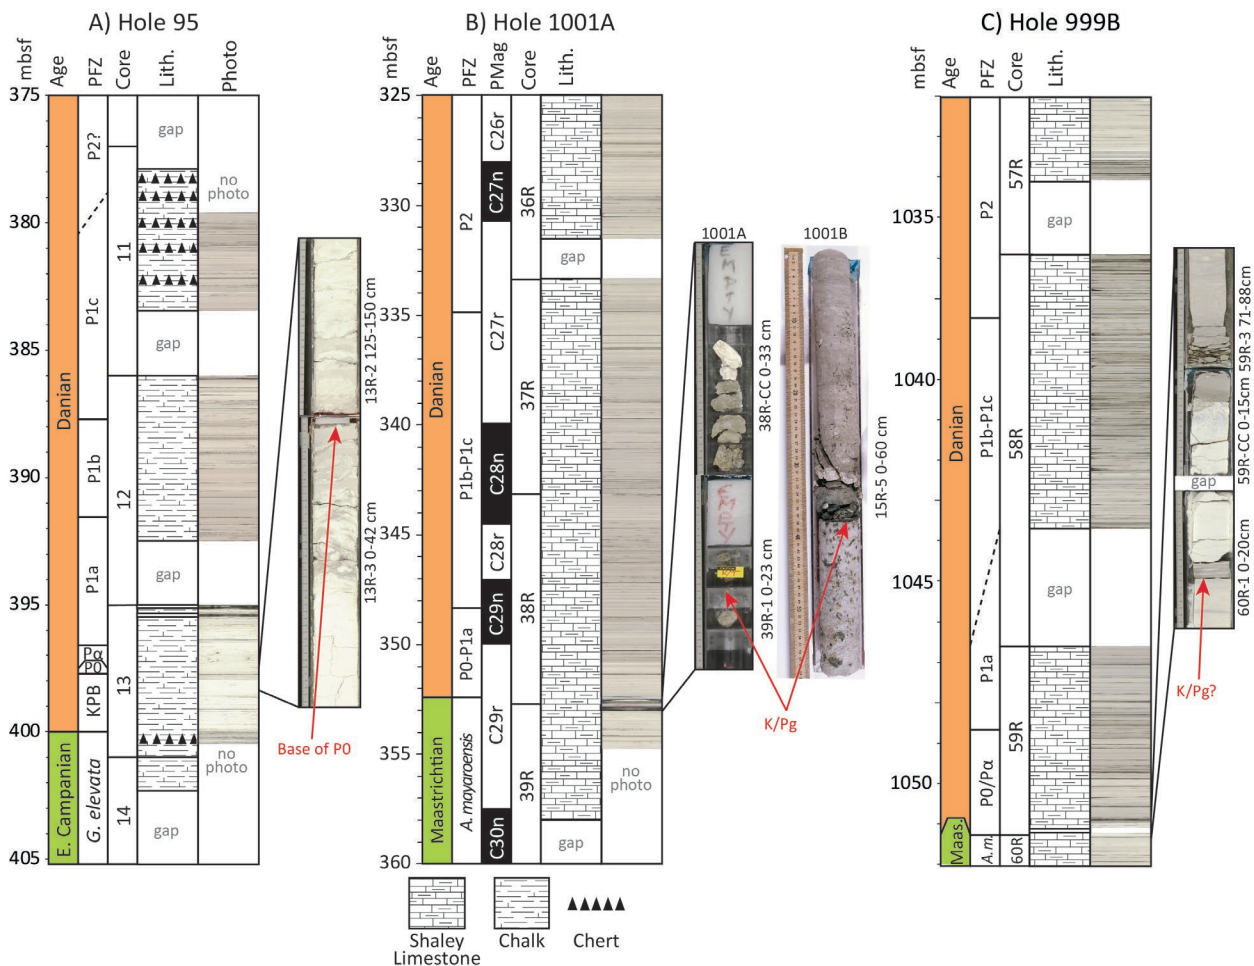 A) Hole 95
B) Hole 1001A
C) Hole 999B
mbsf
Age
PFZ
Core
Lith.
Photo
375
380
385
390
395
400
405
Danian
E. Campanian
P2?
P1c
P1b
P1a
Pα
P0
KPB
G. elevata
11
12
13
14
gap
gap
gap
gap
no
photo
no
photo
13R-2 125-150 cm
13R-3 0-42 cm
Base of P0
mbsf
Age
PFZ
PMag
Core
Lith.
325
330
335
340
345
350
355
360
Danian
Maastrichtian
P2
P1b-P1c
P0-P1a
A. mayaroensis
C26r
C27n
C27r
C28n
C28r
C29n
C29r
C30n
36R
37R
38R
39R
gap
gap
no
photo
1001A
1001B
EMPTY
EMPTY
38R-CC 0-33 cm
39R-1 0-23 cm
15R-5 0-60 cm
K/Pg
mbsf
Age
PFZ
Core
Lith.
1035
1040
1045
1050
Danian
Maas.
P2
P1b-P1c
P1a
P0/Pα
A.m.
57R
58R
59R
60R
gap
gap
59R-3 71-88cm
59R-CC 0-15cm
gap
60R-1 0-20cm
K/Pg?
Shaley
Limestone
Chalk
Chert